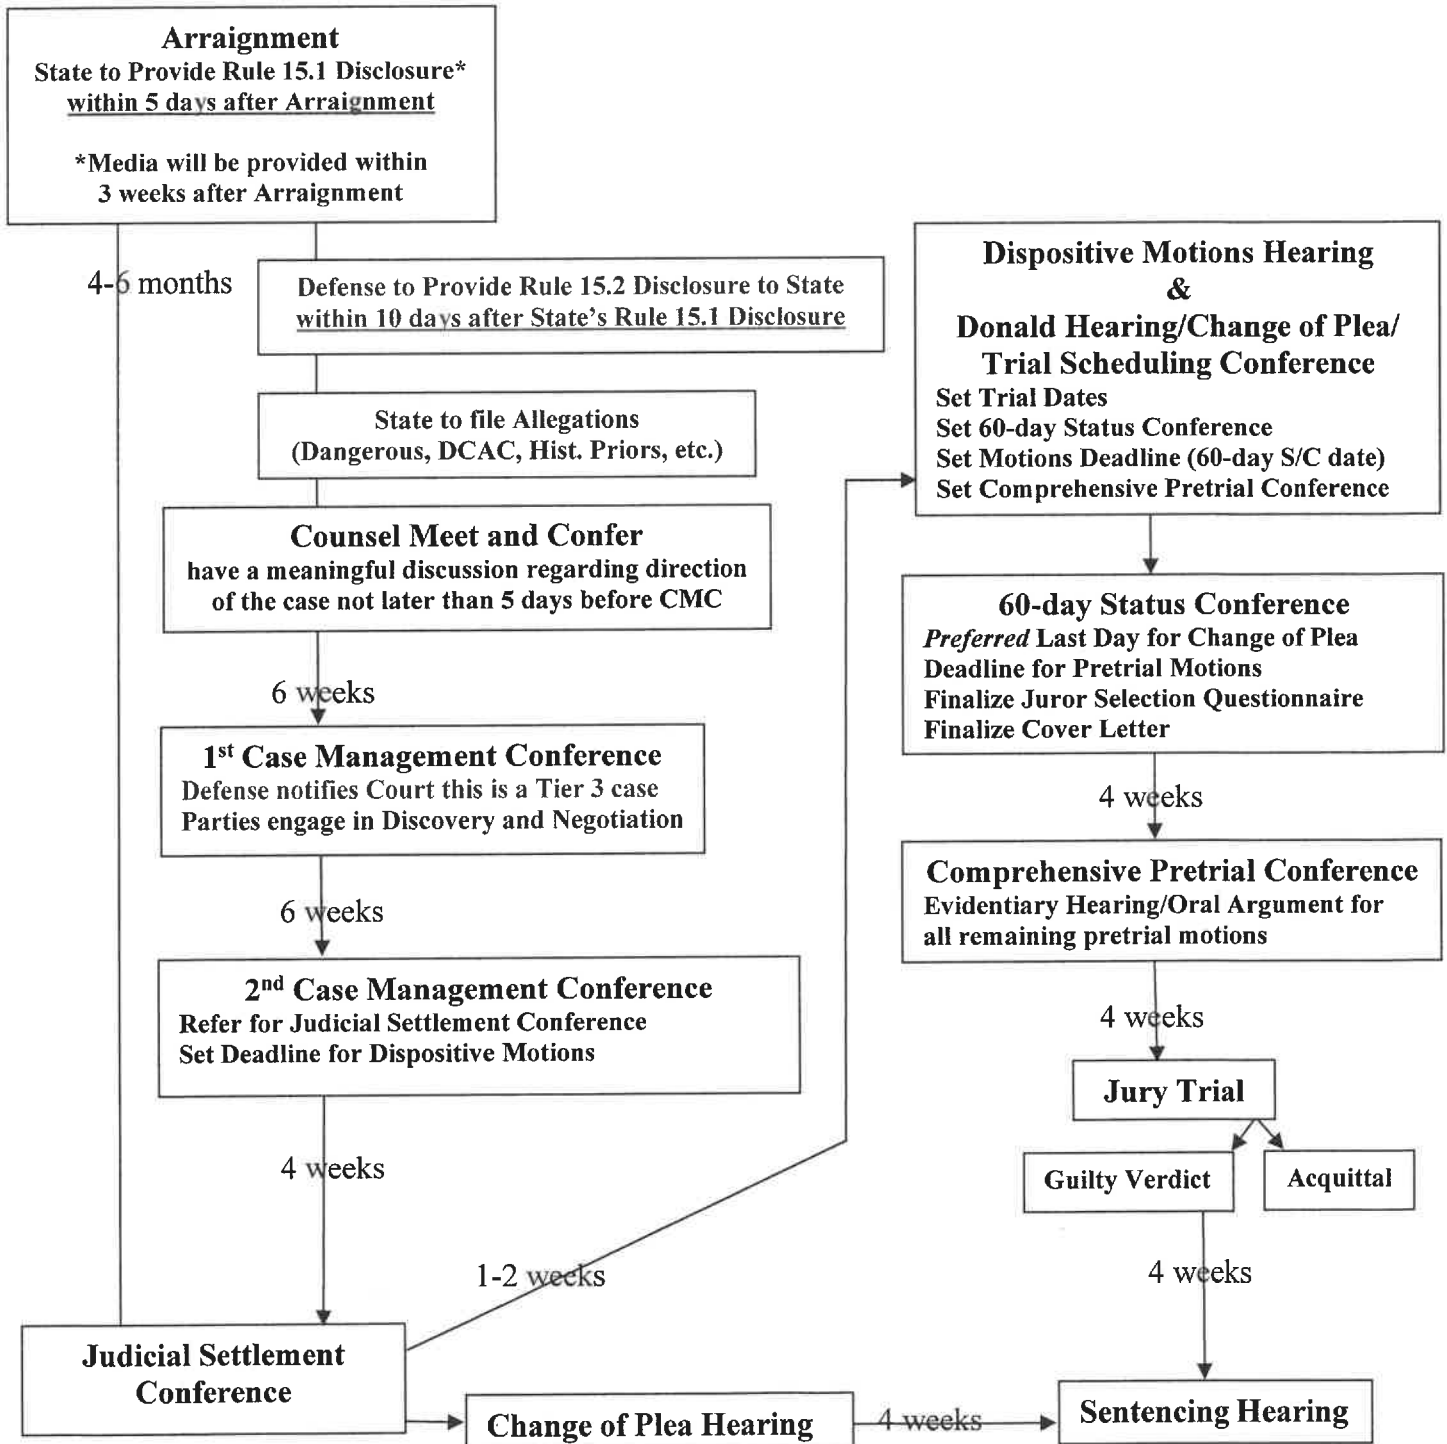 Arraignment
State to Provide Rule 15.1 Disclosure*
within 5 days after Arraignment
*Media will be provided within
3 weeks after Arraignment
4-6 months
Defense to Provide Rule 15.2 Disclosure to State
within 10 days after State's Rule 15.1 Disclosure
State to file Allegations
(Dangerous, DCAC, Hist. Priors, etc.)
Counsel Meet and Confer
have a meaningful discussion regarding direction
of the case not later than 5 days before CMC
6 weeks
1st Case Management Conference
Defense notifies Court this is a Tier 3 case
Parties engage in Discovery and Negotiation
6 weeks
2nd Case Management Conference
Refer for Judicial Settlement Conference
Set Deadline for Dispositive Motions
4 weeks
1-2 weeks
Judicial Settlement
Conference
Change of Plea Hearing
4 weeks
Dispositive Motions Hearing
&
Donald Hearing/Change of Plea/
Trial Scheduling Conference
Set Trial Dates
Set 60-day Status Conference
Set Motions Deadline (60-day S/C date)
Set Comprehensive Pretrial Conference
60-day Status Conference
Preferred Last Day for Change of Plea
Deadline for Pretrial Motions
Finalize Juror Selection Questionnaire
Finalize Cover Letter
4 weeks
Comprehensive Pretrial Conference
Evidentiary Hearing/Oral Argument for
all remaining pretrial motions
4 weeks
Jury Trial
Guilty Verdict
Acquittal
4 weeks
Sentencing Hearing